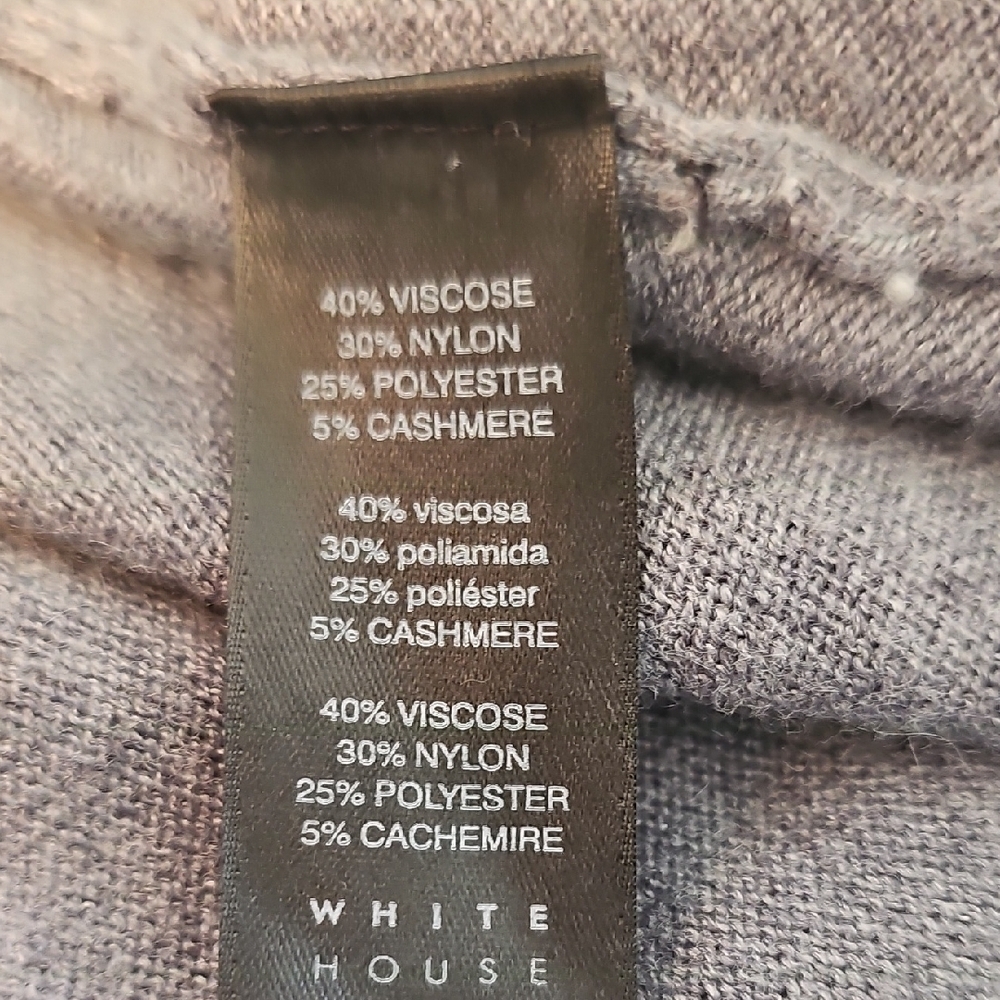 40% VISCOSE
30% NYLON
25% POLYESTER
5% CASHMERE
40% viscosa
30% poliamida
25% poliéster
5% CASHMERE
40% VISCOSE
30% NYLON
25% POLYESTER
5% CACHEMIRE
WHITE
HOUSE